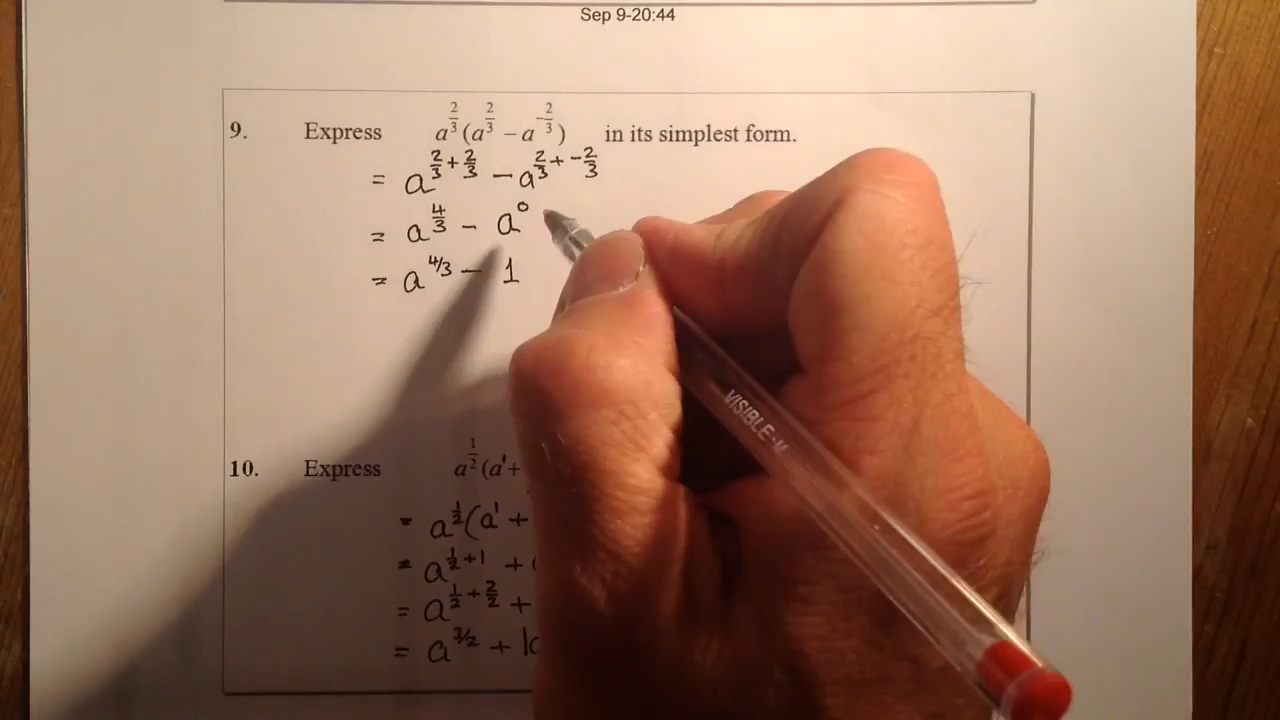 Sep 9-20:44
9. Express a^{2/3}(a^{2/3} − a^{-2/3}) in its simplest form.
= a^{2/3 + 2/3} − a^{2/3 + -2/3}
= a^{4/3} − a^0
= a^{4/3} − 1
10. Express a^{1/2}(a^1 +
= a^{1/2}(a^1 +
= a^{1/2 + 1} +
= a^{1/2 + 2/2} +
= a^{3/2} +
VISIBLE